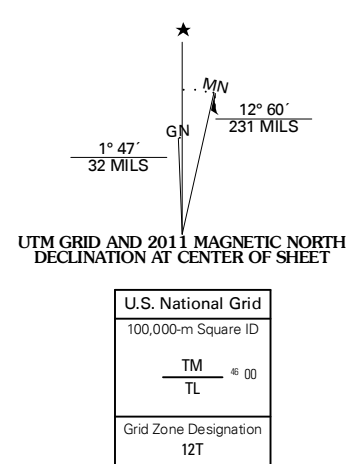 MN
12° 60´
231 MILS
GN
1° 47´
32 MILS
UTM GRID AND 2011 MAGNETIC NORTH
DECLINATION AT CENTER OF SHEET
U.S. National Grid
100,000-m Square ID
TM
46 00
TL
Grid Zone Designation
12T